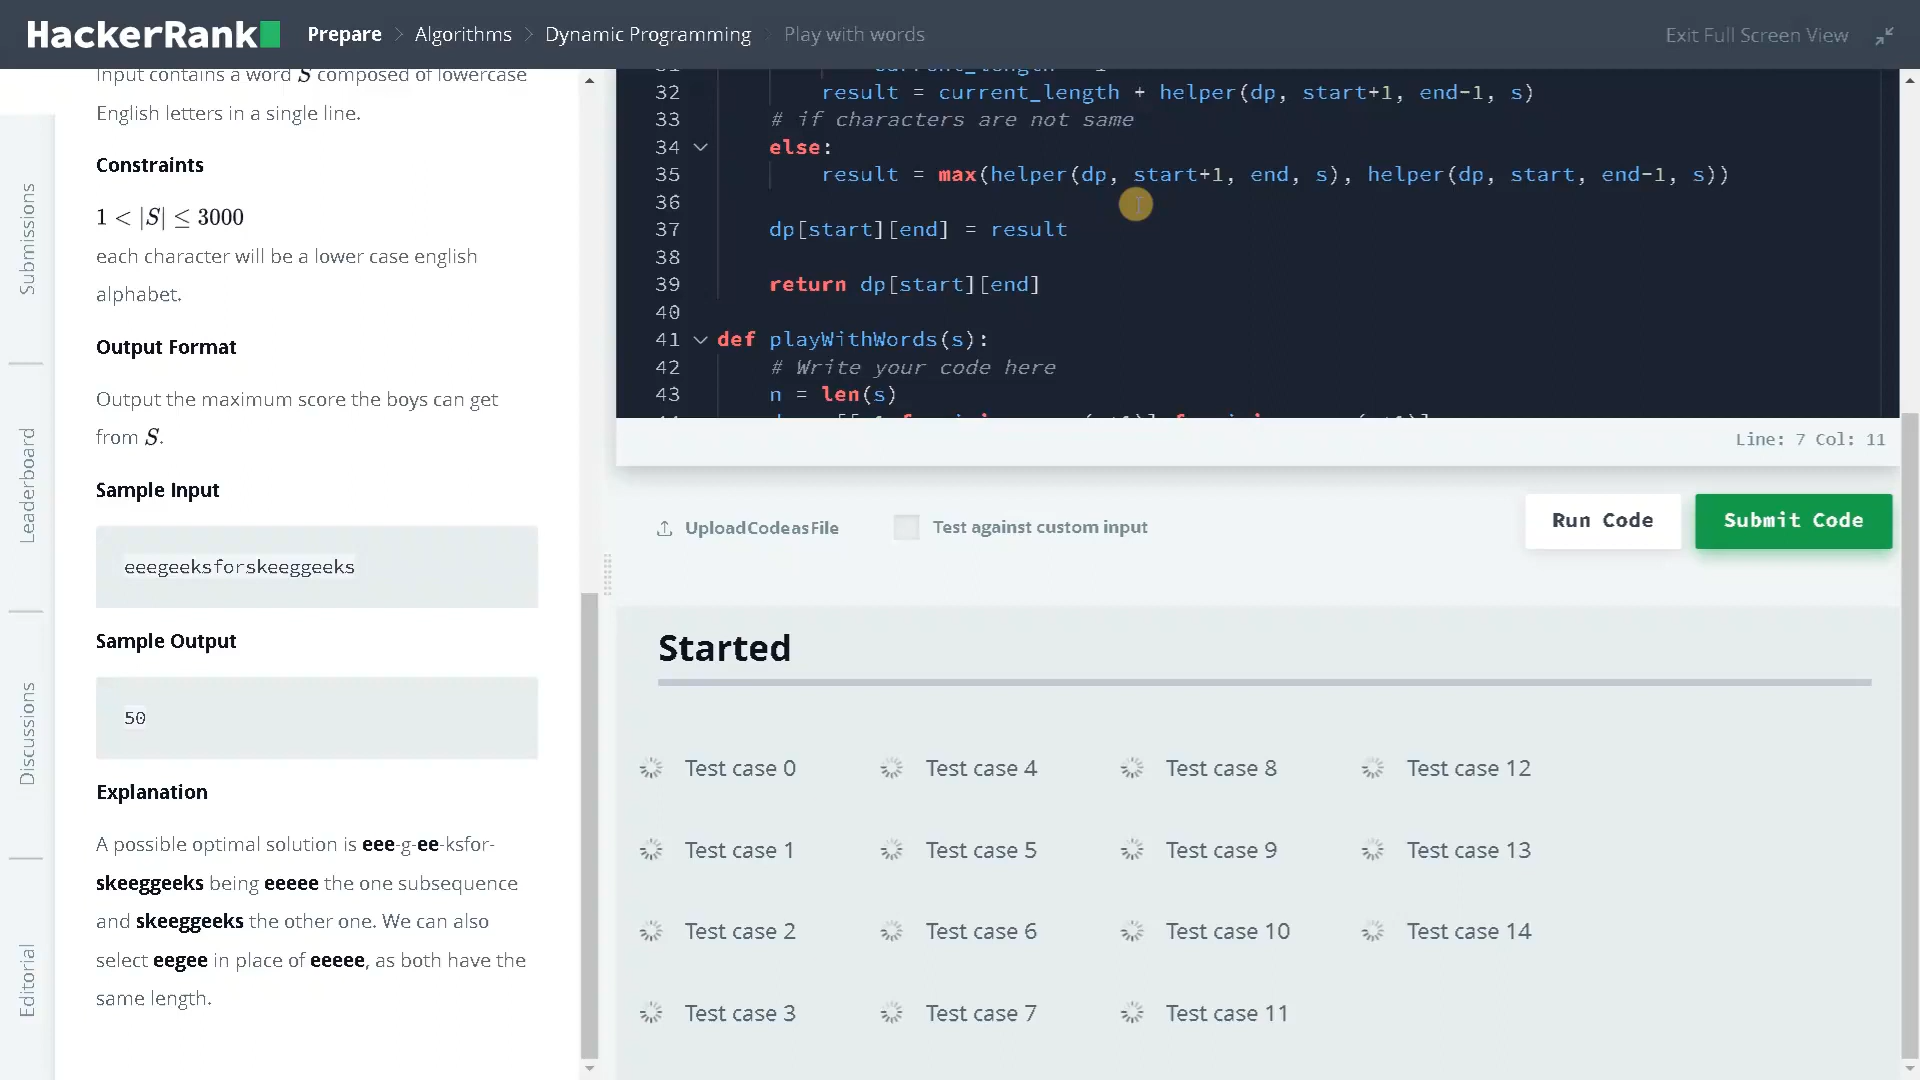 HackerRank
Prepare > Algorithms > Dynamic Programming > Play with words
Exit Full Screen View
Submissions
Leaderboard
Discussions
Editorial
Input contains a word S composed of lowercase
English letters in a single line.
Constraints
1 < |S| ≤ 3000
each character will be a lower case english
alphabet.
Output Format
Output the maximum score the boys can get
from S.
Sample Input
eeegeeksforskeeggeeks
Sample Output
50
Explanation
A possible optimal solution is eee-g-ee-ksfor-
skeeggeeks being eeeee the one subsequence
and skeeggeeks the other one. We can also
select eegee in place of eeeee, as both have the
same length.
32 result = current_length + helper(dp, start+1, end-1, s)
33 # if characters are not same
34 else:
35 result = max(helper(dp, start+1, end, s), helper(dp, start, end-1, s))
36
37 dp[start][end] = result
38
39 return dp[start][end]
40
41 def playWithWords(s):
42 # Write your code here
43 n = len(s)
Line: 7 Col: 11
Upload Code as File
Test against custom input
Run Code
Submit Code
Started
Test case 0
Test case 4
Test case 8
Test case 12
Test case 1
Test case 5
Test case 9
Test case 13
Test case 2
Test case 6
Test case 10
Test case 14
Test case 3
Test case 7
Test case 11